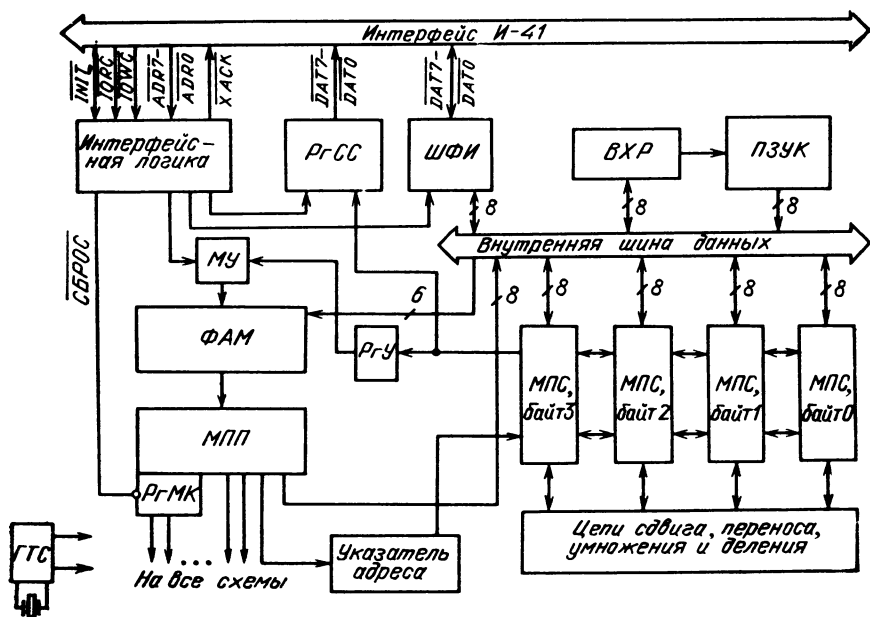 Интерфейс И-41
INIT
IORC
IOWC
ADR7-
ADR0
XACK
DAT7-
DAT0
DAT7-
DAT0
Интерфейс-
ная логика
РгСС
ШФИ
ВХР
ПЗУК
8
8
8
Внутренняя шина данных
СБРОС
МУ
6
8
8
8
8
8
ФАМ
РгУ
МПС,
байт3
МПС,
байт2
МПС,
байт1
МПС,
байт0
МПП
РгМК
ГТС
На все схемы
Указатель
адреса
Цепи сдвига, переноса,
умножения и деления